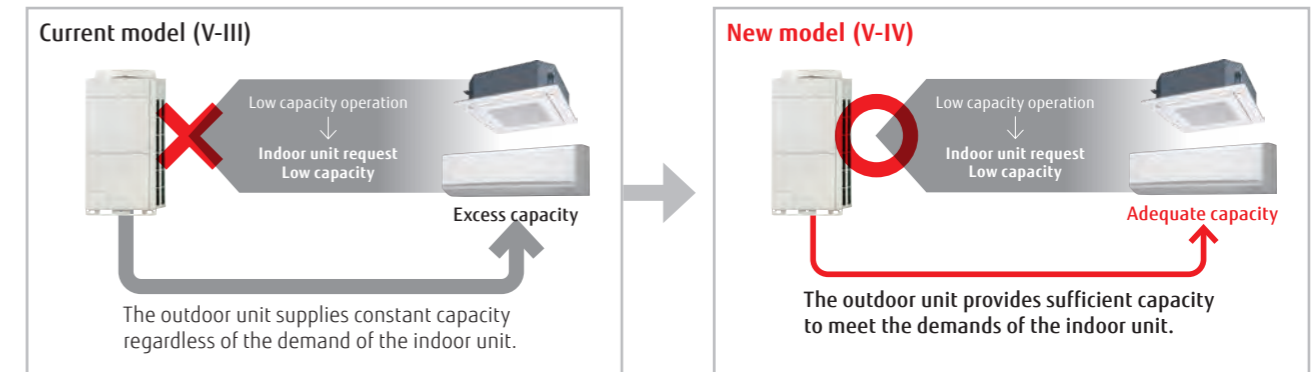 Current model (V-III)
Low capacity operation
↓
Indoor unit request
Low capacity
Excess capacity
The outdoor unit supplies constant capacity
regardless of the demand of the indoor unit.
New model (V-IV)
Low capacity operation
↓
Indoor unit request
Low capacity
Adequate capacity
The outdoor unit provides sufficient capacity
to meet the demands of the indoor unit.